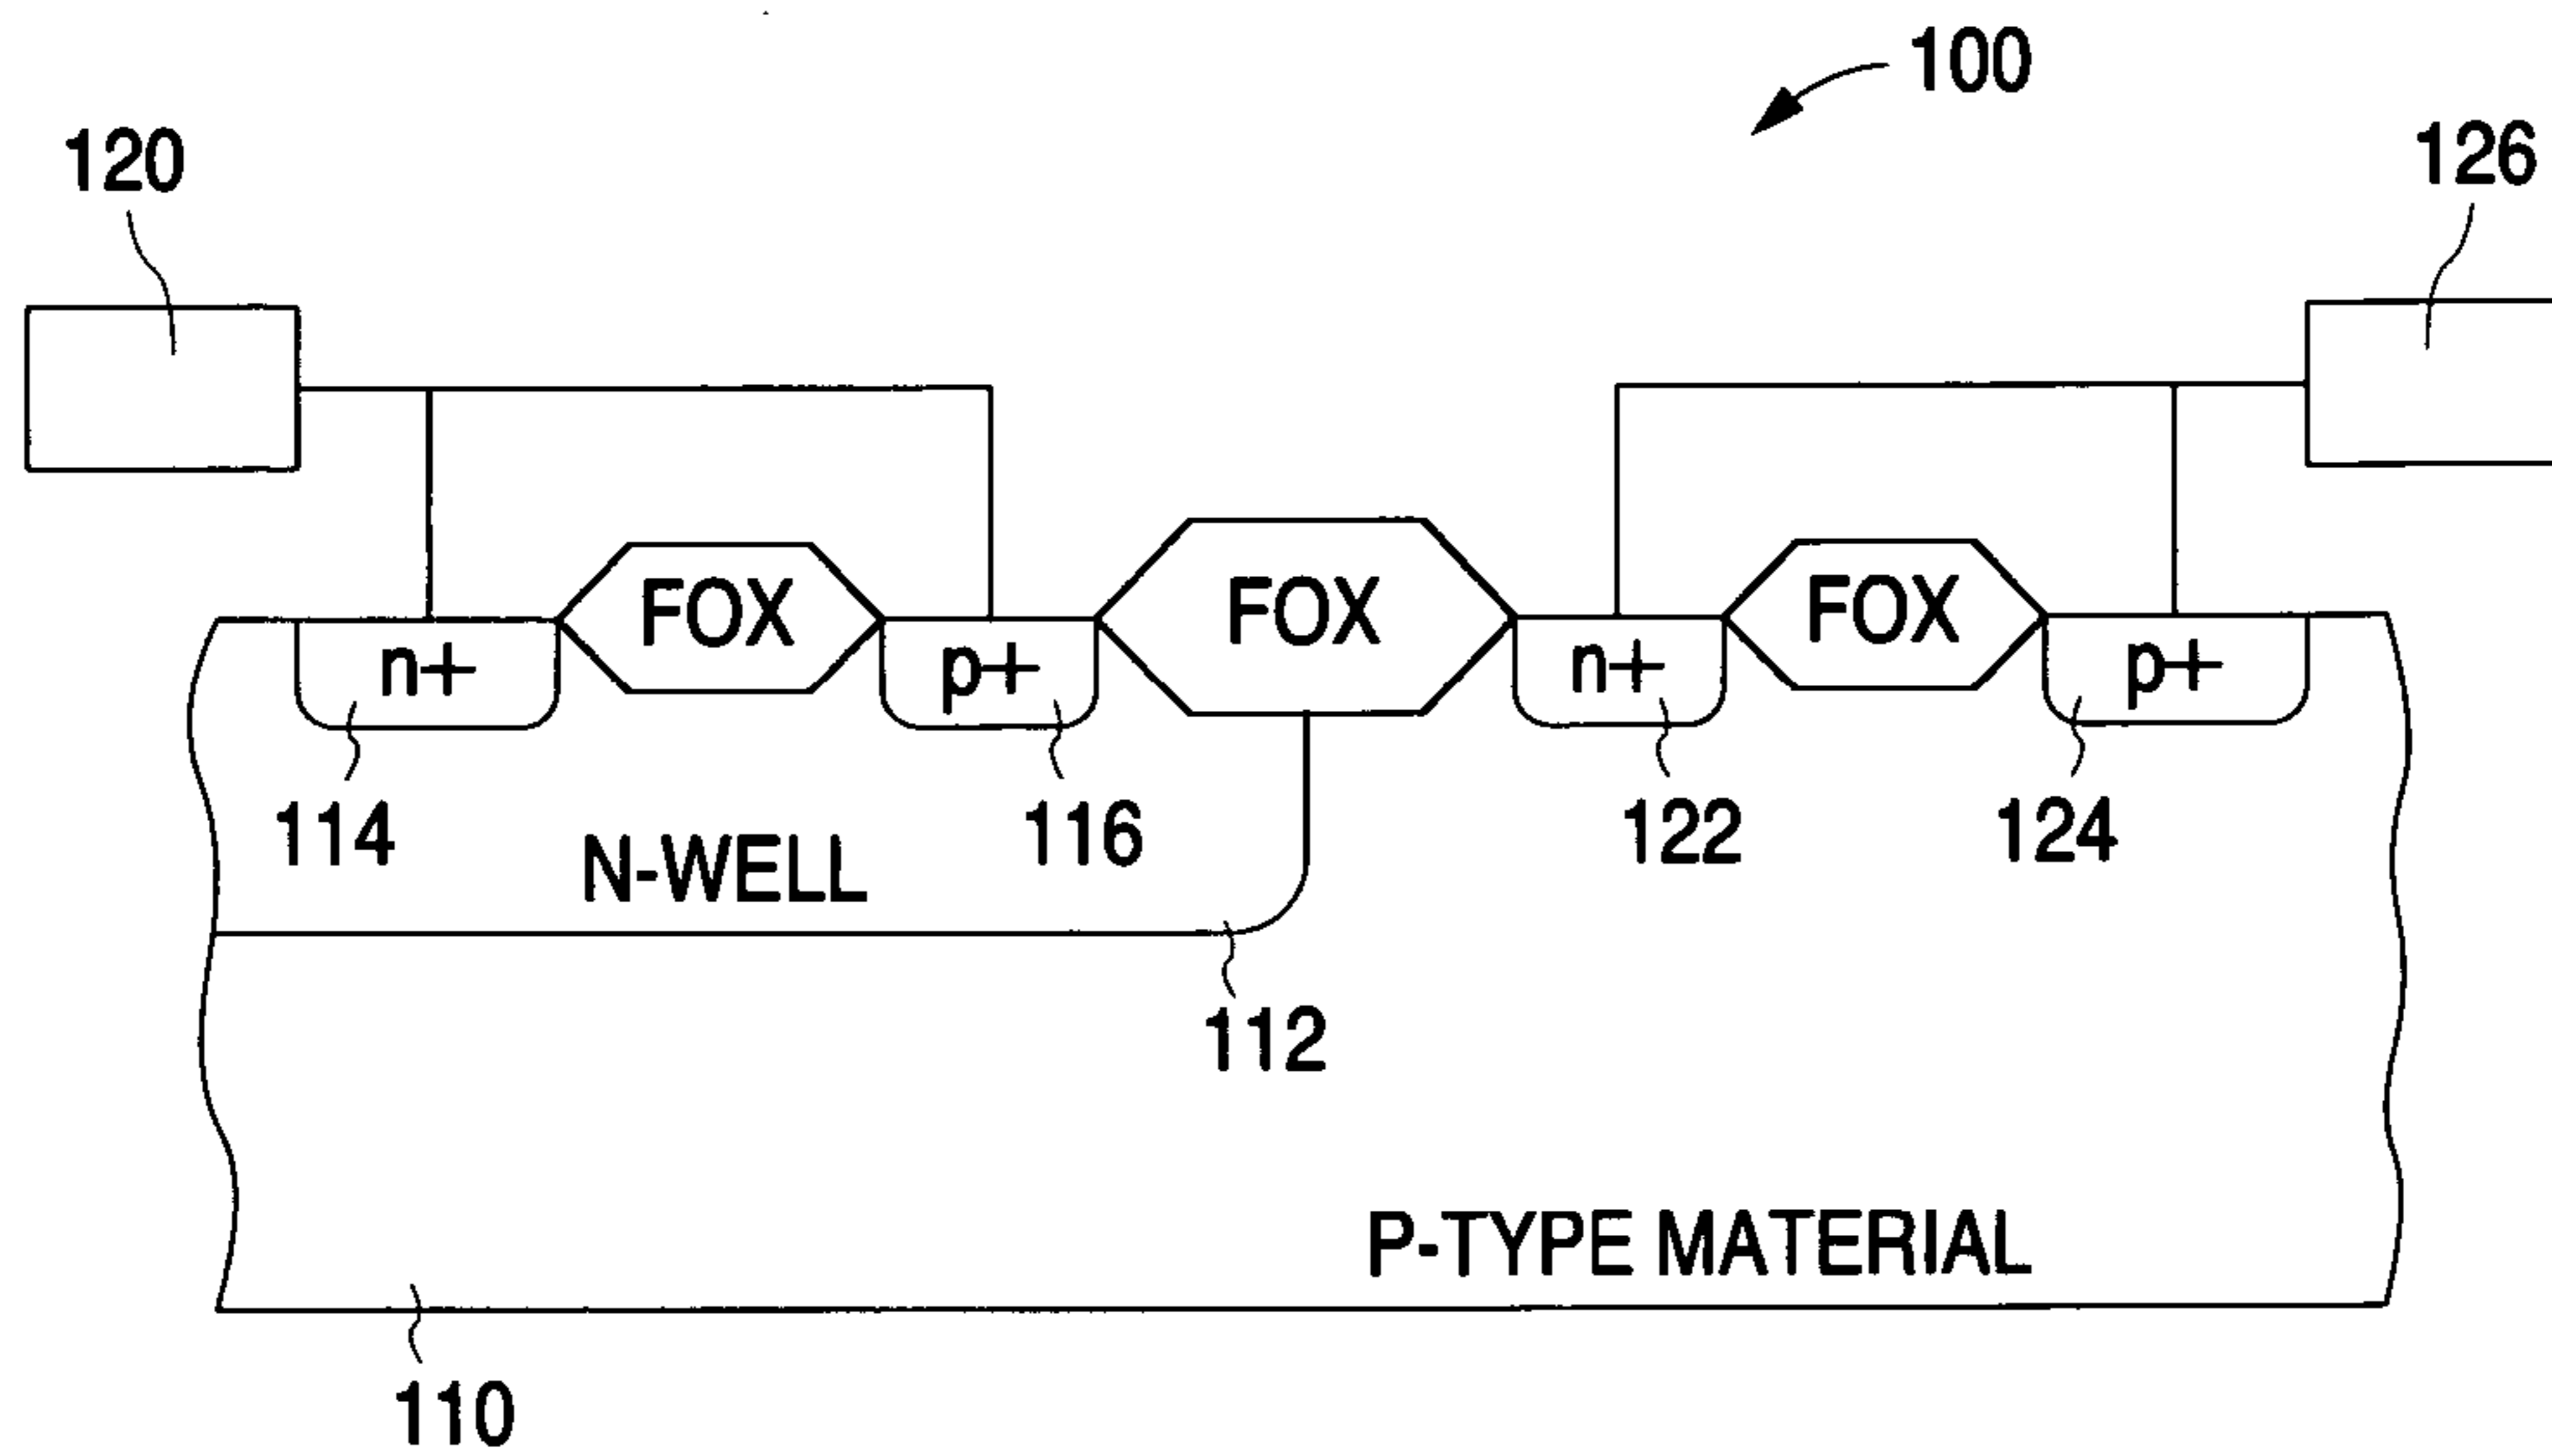 100
120
126
FOX
FOX
FOX
n+
p+
n+
p+
114
116
122
124
N-WELL
112
P-TYPE MATERIAL
110